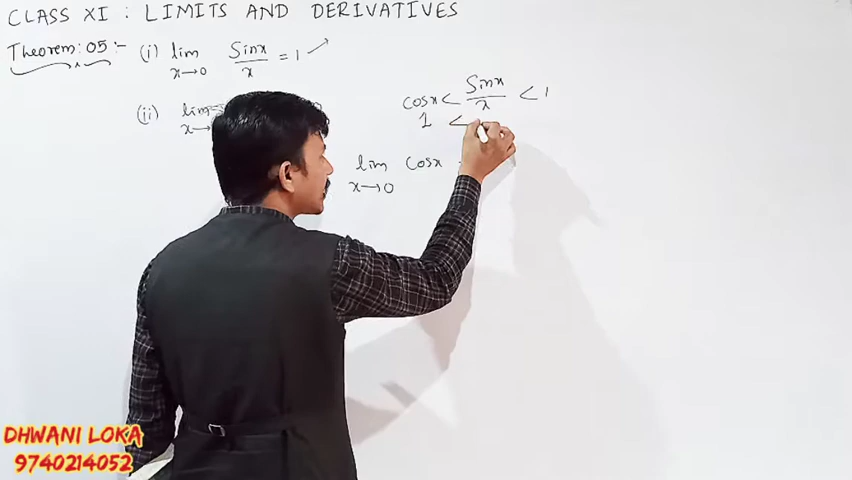 CLASS XI : LIMITS AND DERIVATIVES
Theorem: 05 :- (i) lim x→0 Sinx/x = 1
(ii) lim x→
cosx < Sinx/x < 1
1 <
lim x→0 cosx
DHWANI LOKA
9740214052